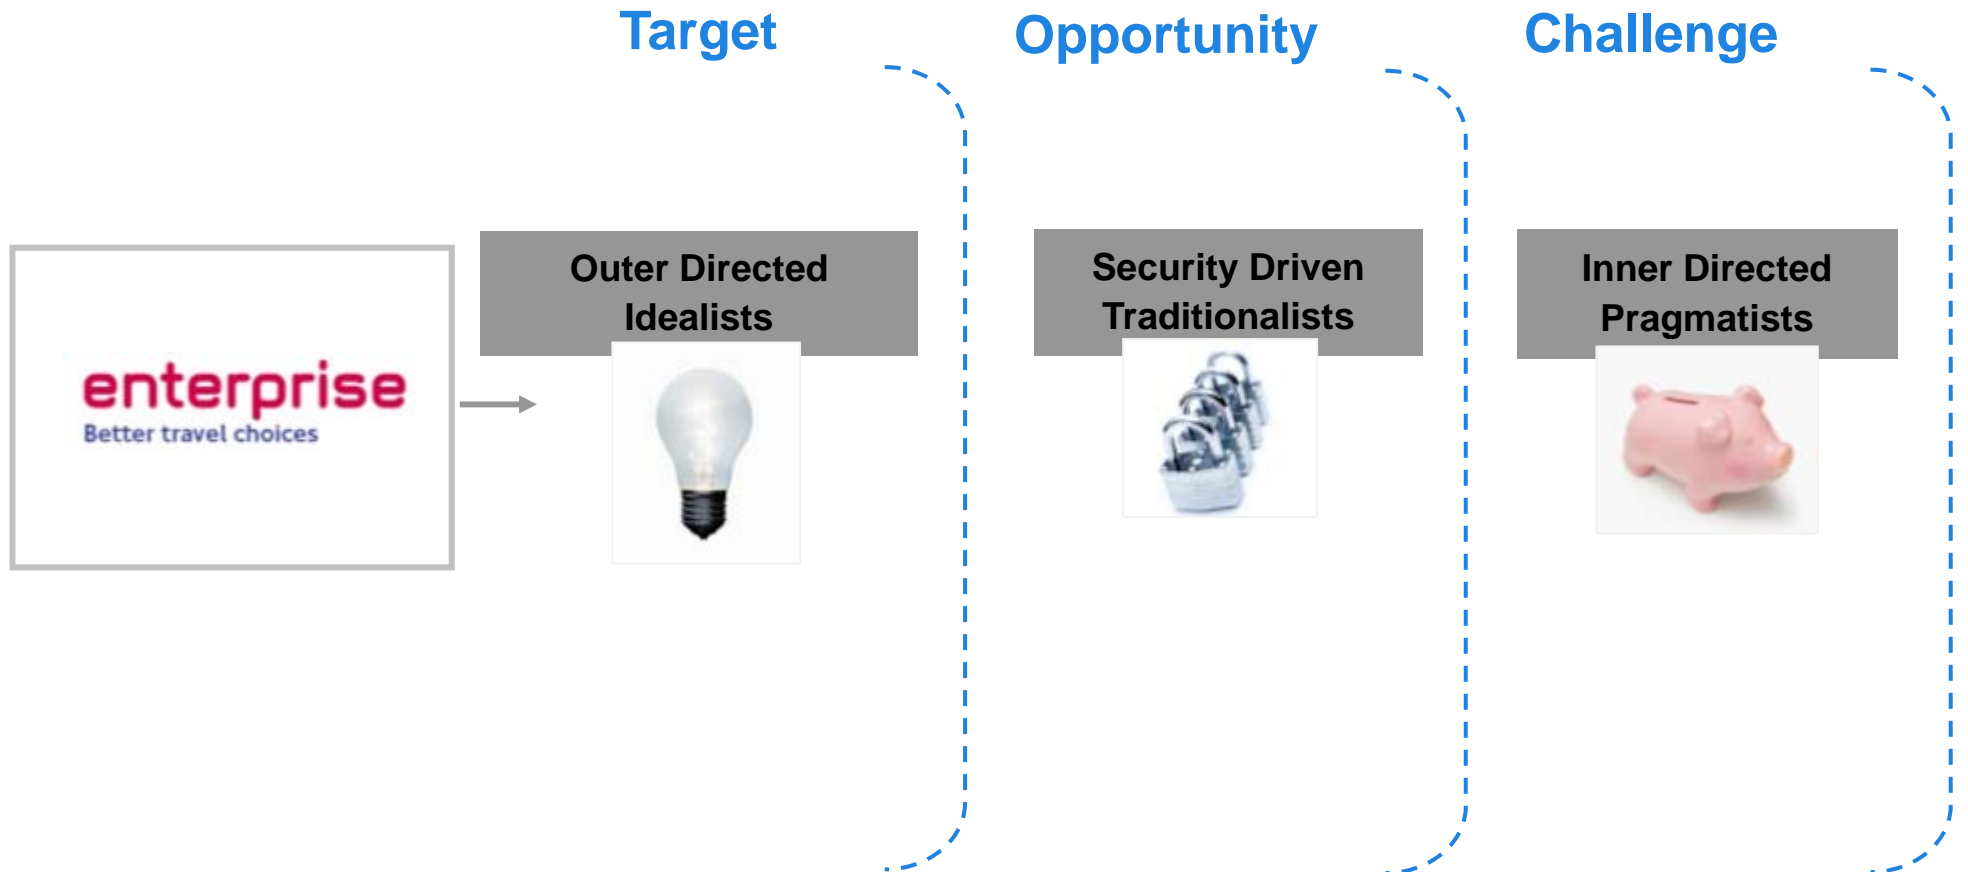 Target
Opportunity
Challenge
enterprise
Better travel choices
Outer Directed
Idealists
Security Driven
Traditionalists
Inner Directed
Pragmatists